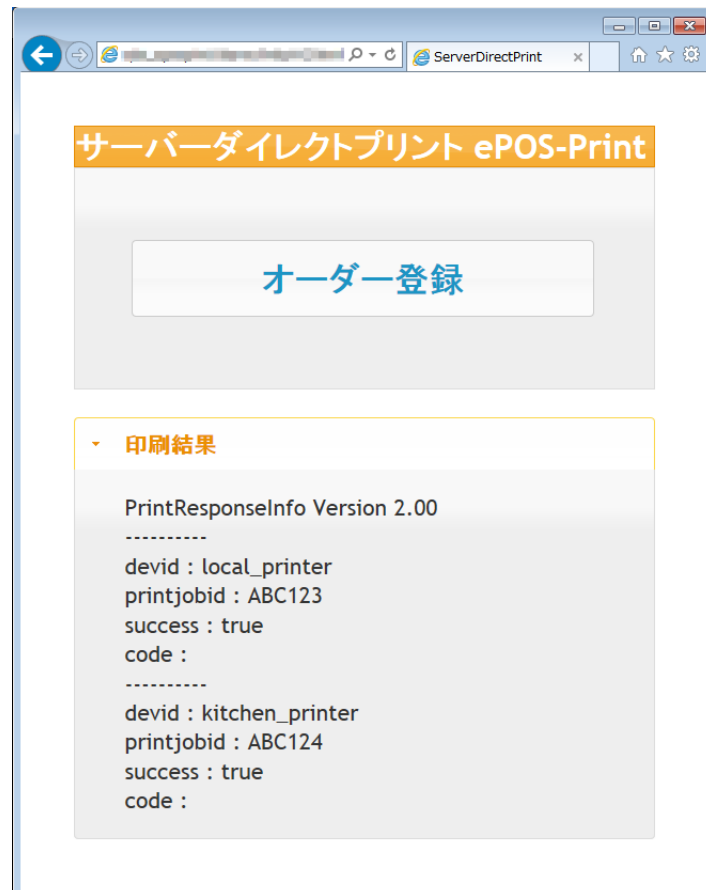 ServerDirectPrint
サーバーダイレクトプリント ePOS-Print
オーダー登録
印刷結果
PrintResponseInfo Version 2.00
----------
devid : local_printer
printjobid : ABC123
success : true
code :
----------
devid : kitchen_printer
printjobid : ABC124
success : true
code :